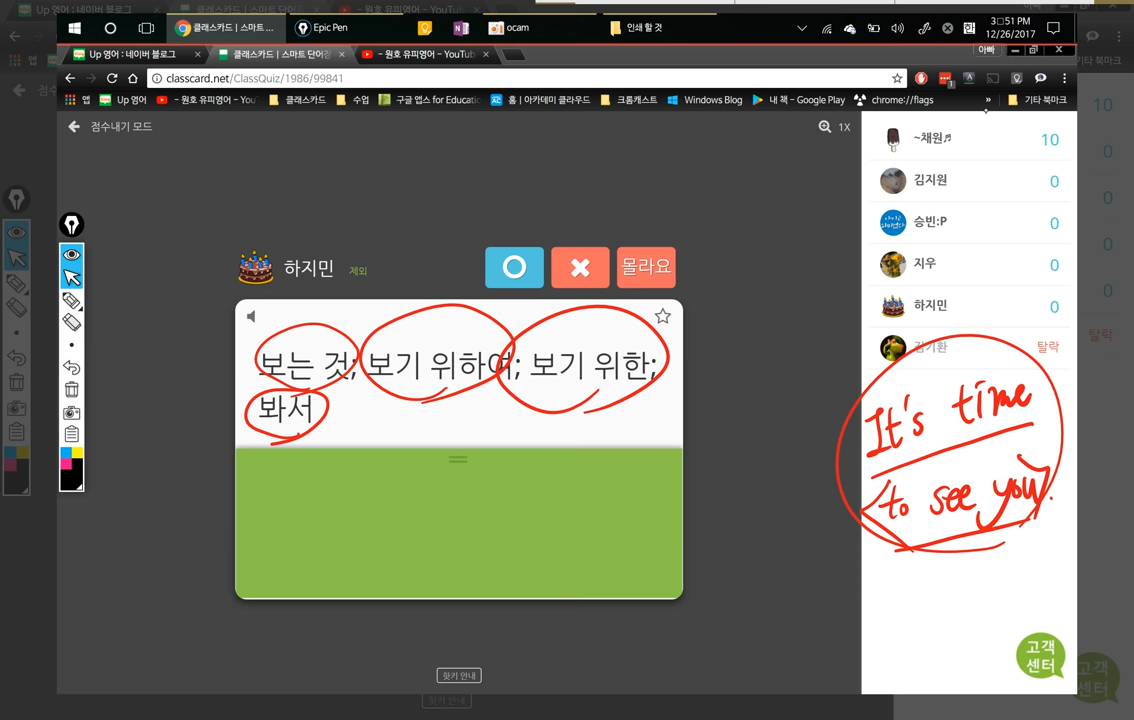 클래스카드 | 스마트 ...
Epic Pen
ocam
인쇄 할 것
한
3 51 PM
12/26/2017
Up 영어 : 네이버 블로그
클래스카드 | 스마트 단어장
- 원호 유피영어 - YouTub
아빠
classcard.net/ClassQuiz/1986/99841
앱
Up 영어
- 원호 유피영어 - You
클래스카드
수업
구글 앱스 for Educatio
홈 | 아카데미 클라우드
크롬캐스트
Windows Blog
내 책 - Google Play
chrome://flags
»
기타 북마크
점수내기 모드
1X
~채원♬
10
김지원
0
승빈:P
0
지우
0
하지민
0
김기환
탈락
하지민
제외
몰라요
보는 것; 보기 위하여; 보기 위한;
봐서
It's time
to see you.
핫키 안내
고객
센터